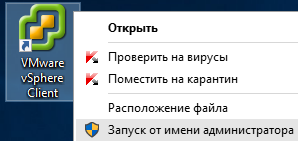 VMware
vSphere
Client
Открыть
Проверить на вирусы
Поместить на карантин
Расположение файла
Запуск от имени администратора